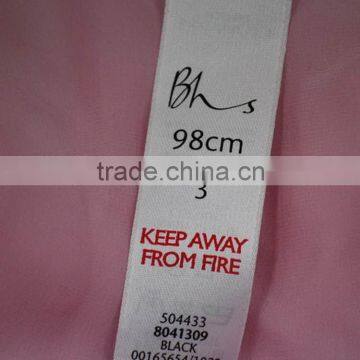 Bhs
98cm
trade.china.cn
3
KEEP AWAY
FROM FIRE
504433
8041309
BLACK